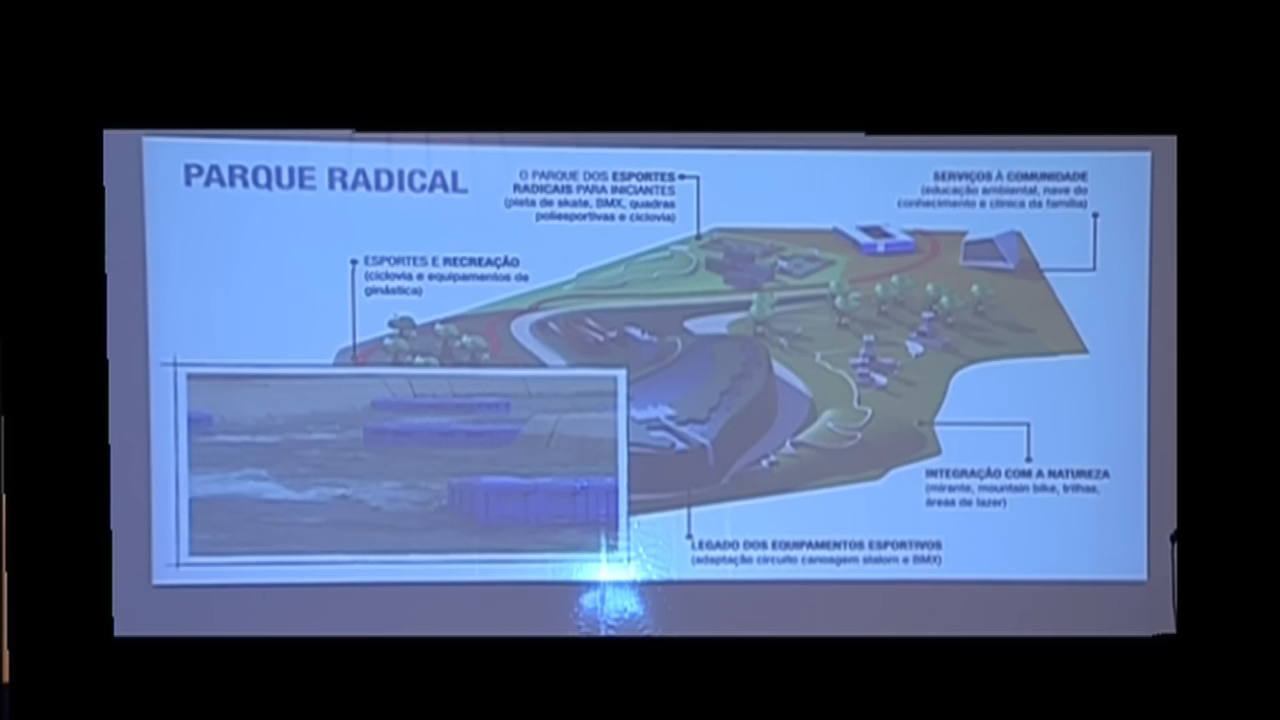 PARQUE RADICAL
O PARQUE DOS ESPORTES
RADICAIS PARA INICIANTES
(pista de skate, BMX, quadras
poliesportivas e ciclovia)
SERVIÇOS À COMUNIDADE
(educação ambiental, nave do
conhecimento e clínica da família)
ESPORTES E RECREAÇÃO
(ciclovia e equipamentos de
ginástica)
INTEGRAÇÃO COM A NATUREZA
(mirante, mountain bike, trilhas,
áreas de lazer)
LEGADO DOS EQUIPAMENTOS ESPORTIVOS
(adaptação circuito canoagem slalom e BMX)